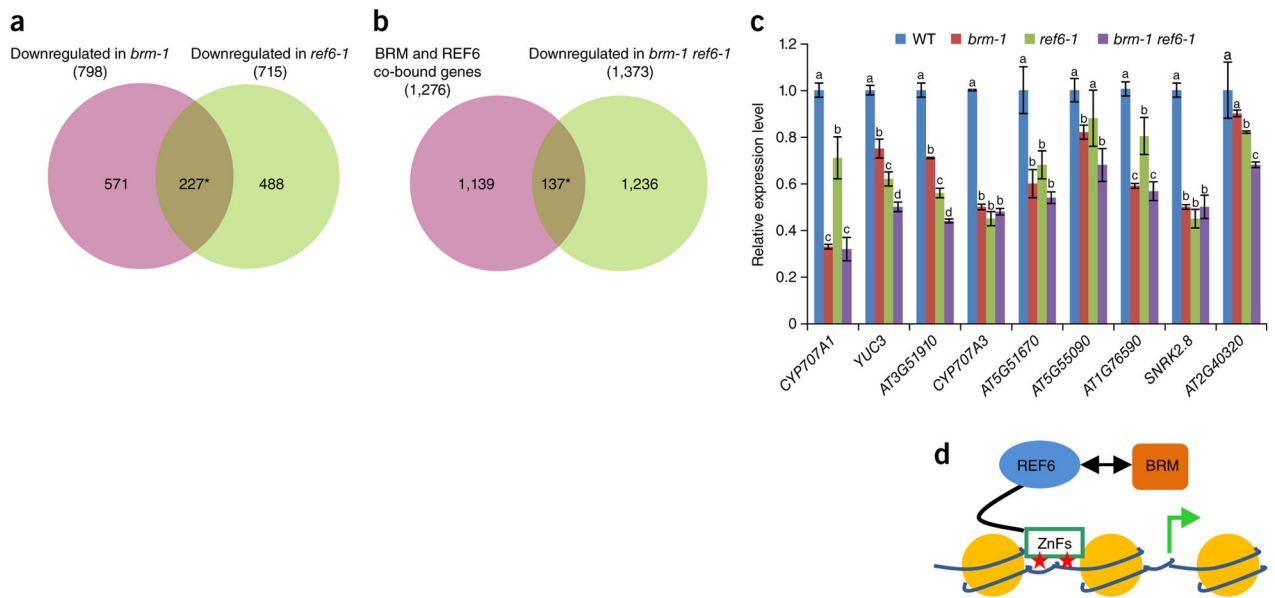 a
Downregulated in brm-1
(798)
Downregulated in ref6-1
(715)
571
227*
488
b
BRM and REF6
co-bound genes
(1,276)
Downregulated in brm-1 ref6-1
(1,373)
1,139
137*
1,236
c
WT brm-1 ref6-1 brm-1 ref6-1
Relative expression level
1.2
1.0
0.8
0.6
0.4
0.2
0
a c b c
a b c d
a b c d
a b b b
a b b c
a b a c
a c b c
a b b b
a a b c
CYP707A1
YUC3
AT3G51910
CYP707A3
AT5G51670
AT5G55090
AT1G76590
SNRK2.8
AT2G40320
d
REF6
BRM
ZnFs